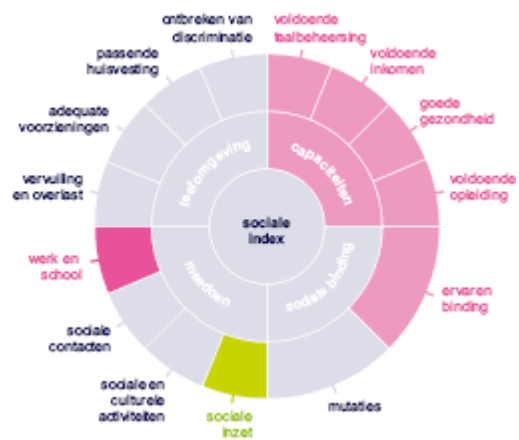 ontbreken van
discriminatie
voldoende
taalbeheersing
passende
huisvesting
voldoende
inkomen
adequate
voorzieningen
goede
gezondheid
vervuiling
en overlast
voldoende
opleiding
leefomgeving
capaciteiten
sociale
index
meedoen
sociale binding
werk en
school
ervaren
binding
sociale
contacten
sociale en
culturele
activiteiten
sociale
inzet
mutaties